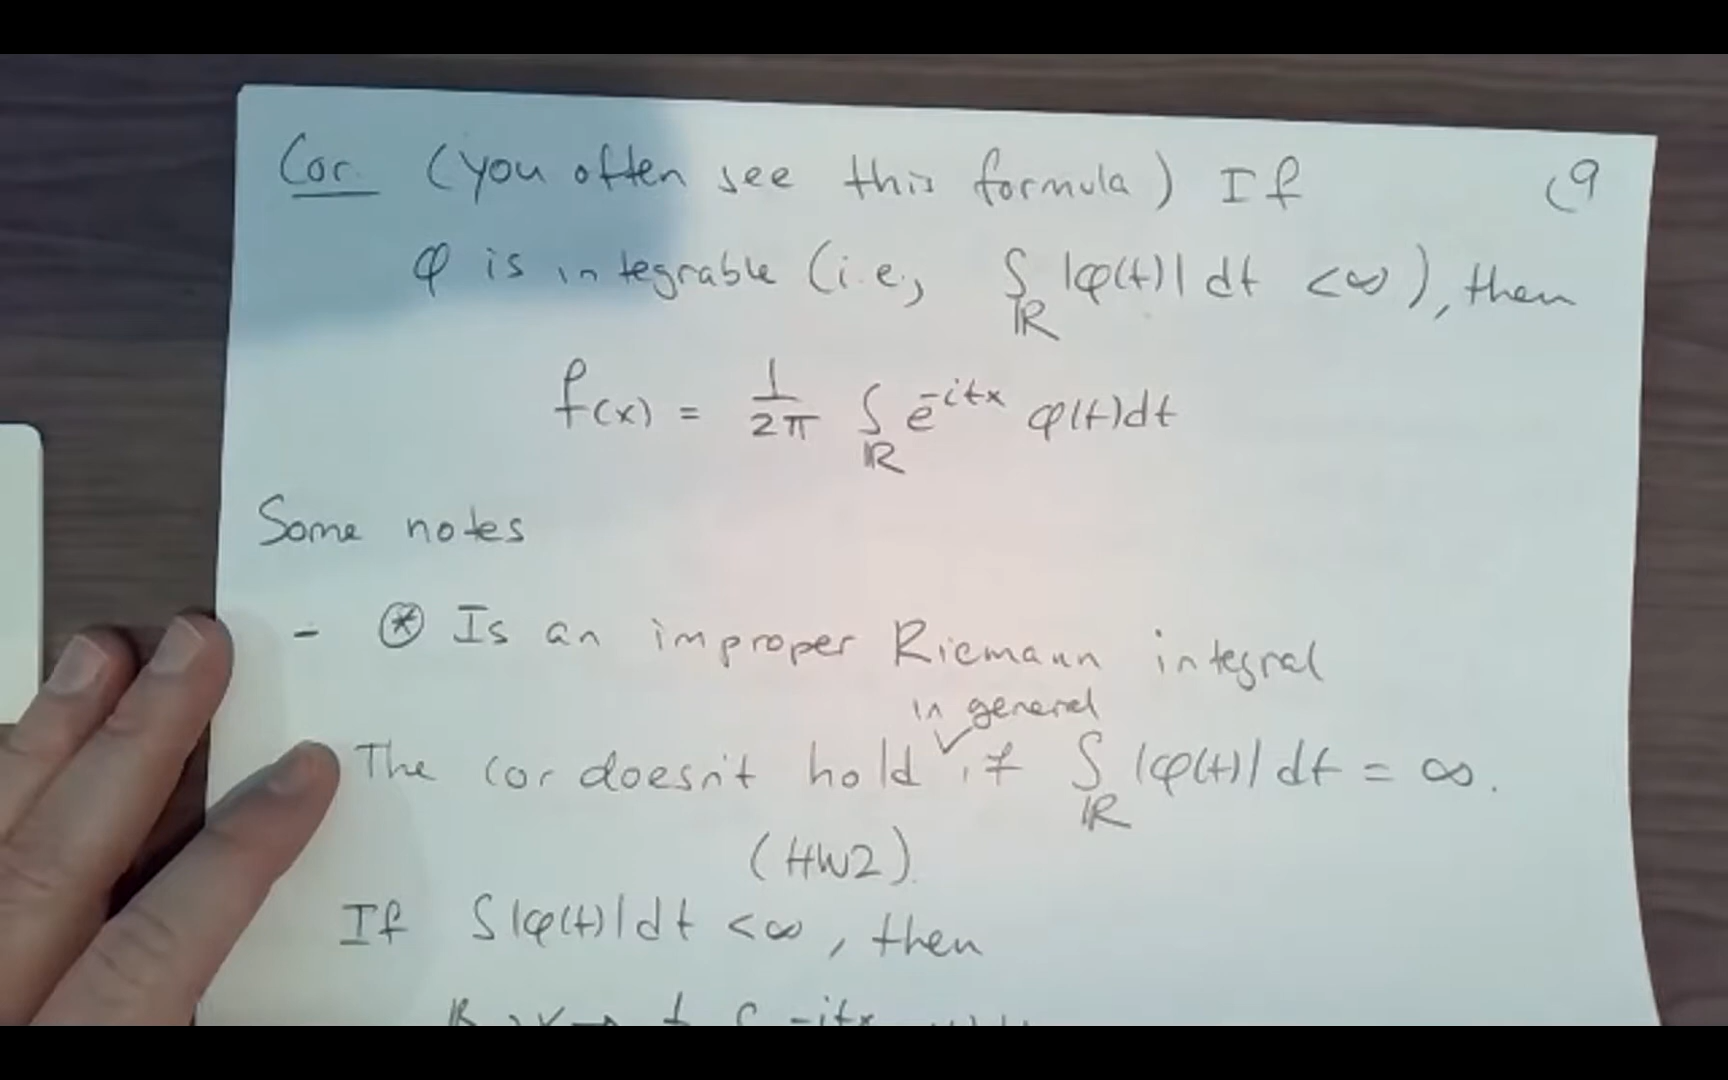 Cor. (you often see this formula) If
(9
φ is integrable (i.e., ∫_ℝ |φ(t)| dt < ∞), then
f(x) = 1/2π ∫_ℝ e^{-itx} φ(t)dt
Some notes
- ⊛ Is an improper Riemann integral
in general
The cor doesn't hold ✓ if ∫_ℝ |φ(t)| dt = ∞.
(HW2).
If ∫|φ(t)|dt < ∞, then